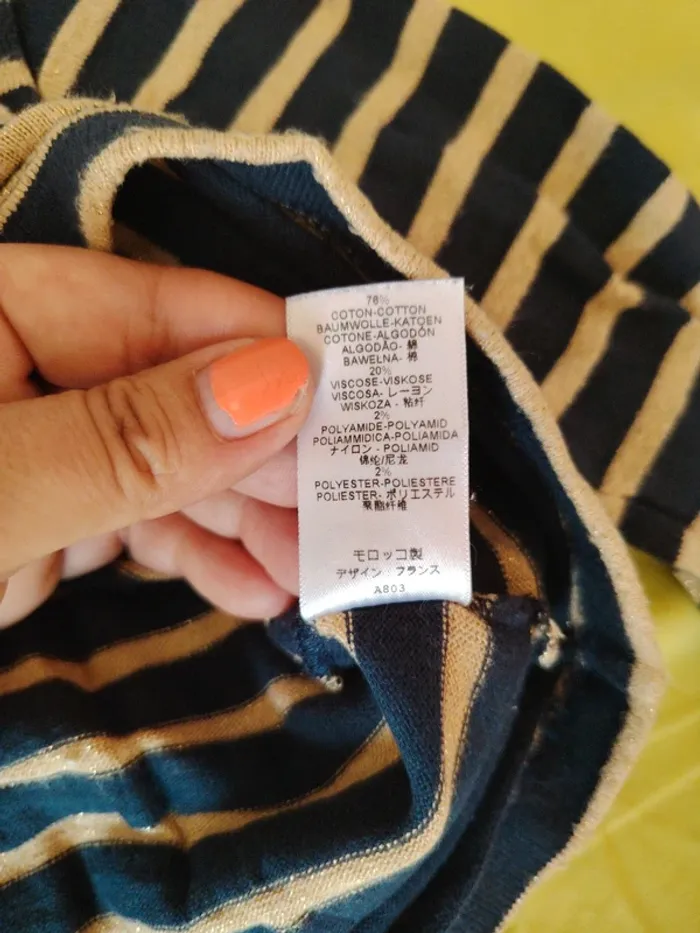 76%
COTON-COTTON
BAUMWOLLE-KATOEN
COTONE-ALGODÓN
ALGODÃO- 綿
BAWEŁNA- 棉
20%
VISCOSE-VISKOSE
VISCOSA- レーヨン
WISKOZA - 粘纤
2%
POLYAMIDE-POLYAMID
POLIAMMIDICA-POLIAMIDA
ナイロン - POLIAMID
锦纶/尼龙
2%
POLYESTER-POLIESTERE
POLIESTER- ポリエステル
聚酯纤维
モロッコ製
デザイン フランス
A803